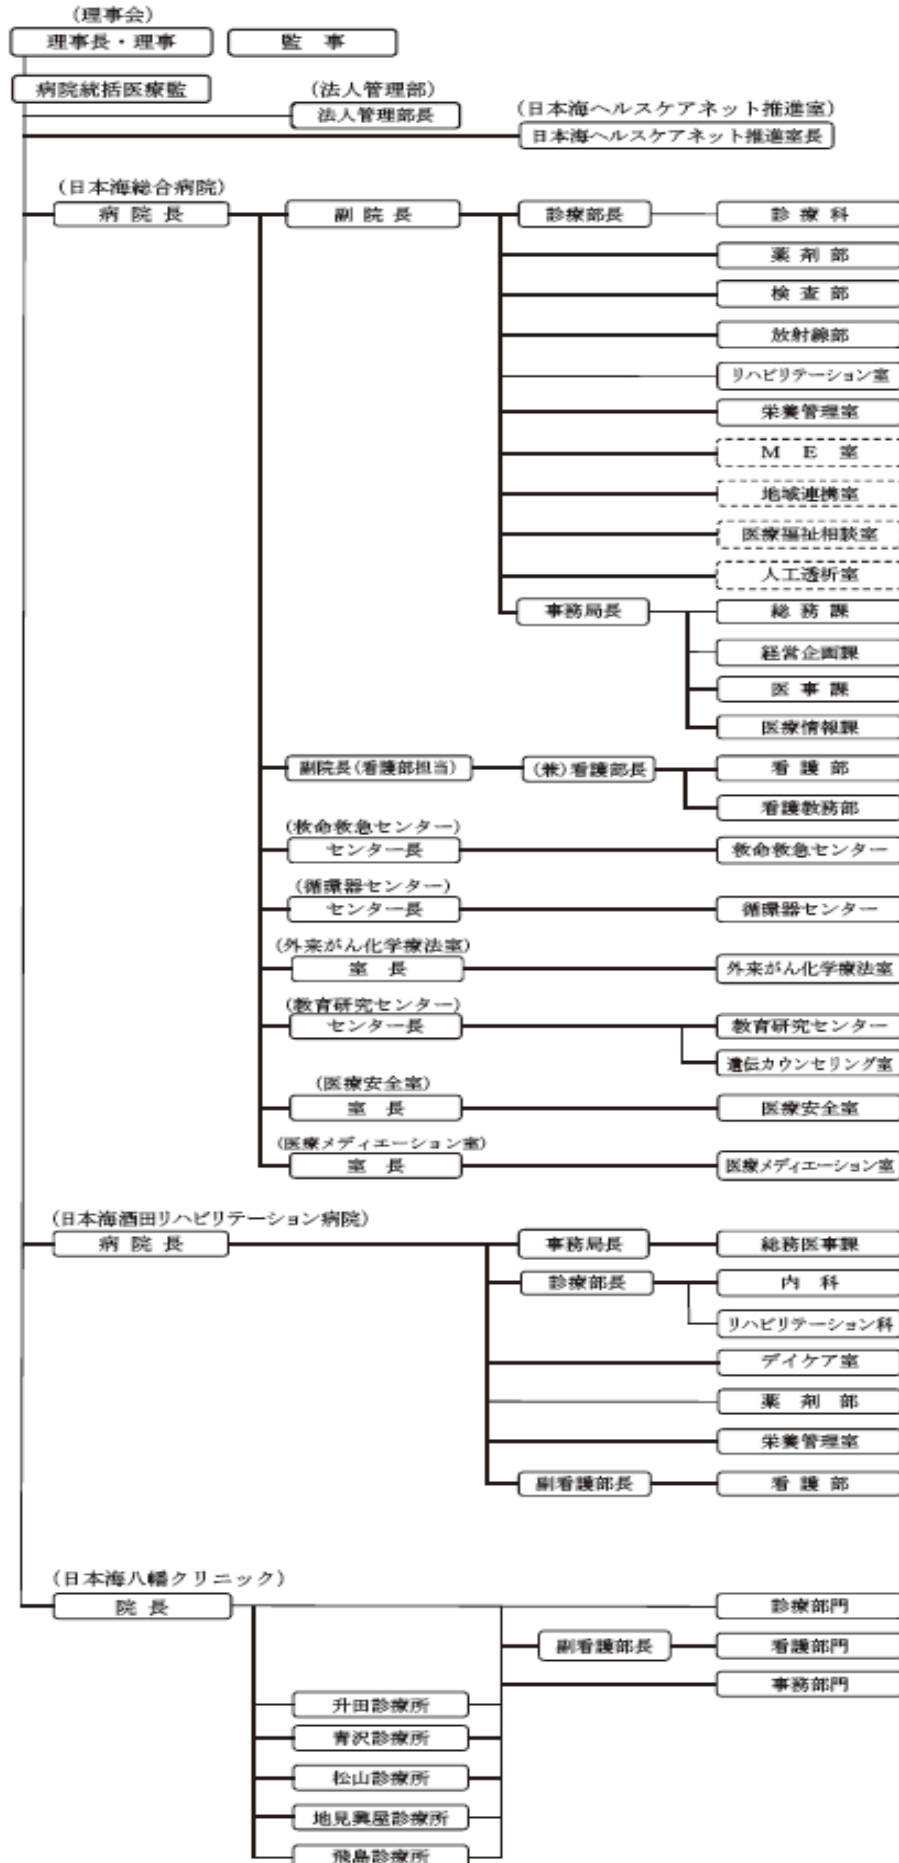 (理事会)
理事長・理事
監 事
病院統括医療監
(法人管理部)
法人管理部長
(日本海ヘルスケアネット推進室)
日本海ヘルスケアネット推進室長
(日本海総合病院)
病 院 長
副 院 長
診療部長
診 療 科
薬 剤 部
検 査 部
放射線部
リハビリテーション室
栄養管理室
M E 室
地域連携室
医療福祉相談室
人工透析室
事務局長
総 務 課
経営企画課
医 事 課
医療情報課
副院長(看護部担当)
(兼)看護部長
看 護 部
看護教務部
(救命救急センター)
センター長
救命救急センター
(循環器センター)
センター長
循環器センター
(外来がん化学療法室)
室 長
外来がん化学療法室
(教育研究センター)
センター長
教育研究センター
遺伝カウンセリング室
(医療安全室)
室 長
医療安全室
(医療メディエーション室)
室 長
医療メディエーション室
(日本海酒田リハビリテーション病院)
病 院 長
事務局長
総務医事課
診療部長
内 科
リハビリテーション科
デイケア室
薬 剤 部
栄養管理室
副看護部長
看 護 部
(日本海八幡クリニック)
院 長
診療部門
副看護部長
看護部門
事務部門
升田診療所
青沢診療所
松山診療所
地見興屋診療所
飛島診療所